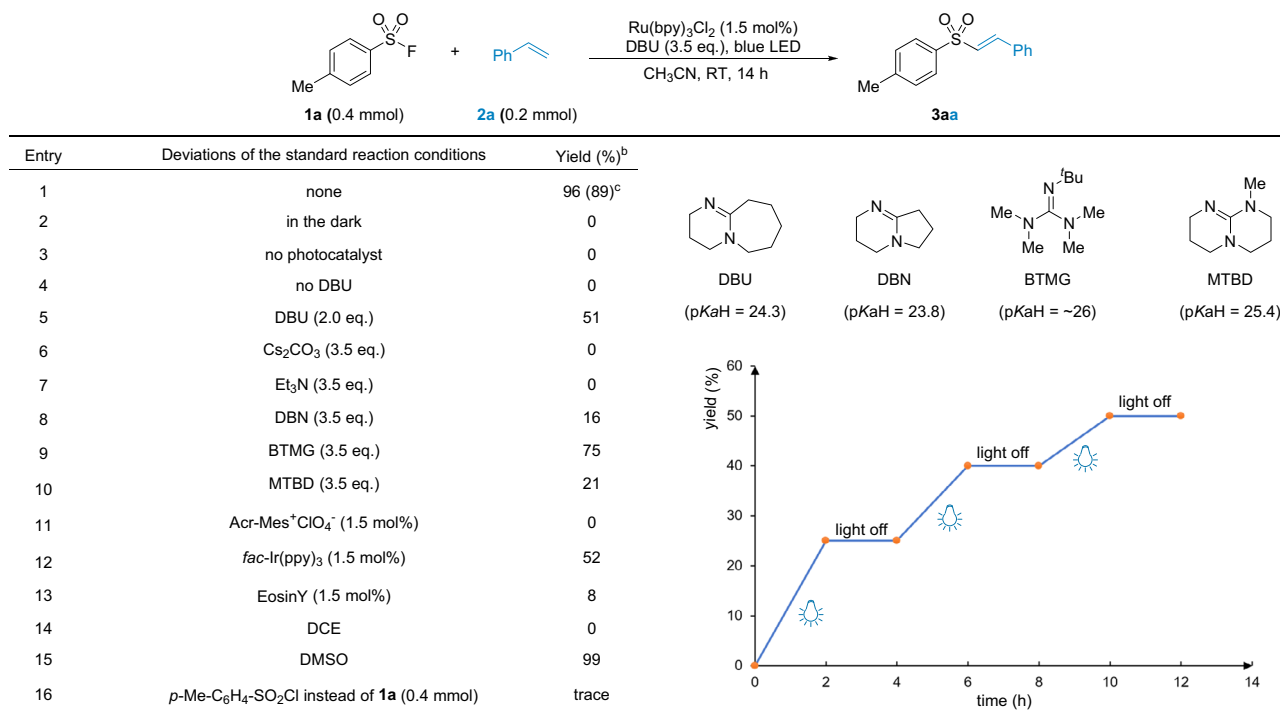 O O
S
F
Me
1a (0.4 mmol)
+
Ph
2a (0.2 mmol)
Ru(bpy)3Cl2 (1.5 mol%)
DBU (3.5 eq.), blue LED
CH3CN, RT, 14 h
O O
S
Ph
Me
3aa
Entry Deviations of the standard reaction conditions Yield (%)b
1 none 96 (89)c
2 in the dark 0
3 no photocatalyst 0
4 no DBU 0
5 DBU (2.0 eq.) 51
6 Cs2CO3 (3.5 eq.) 0
7 Et3N (3.5 eq.) 0
8 DBN (3.5 eq.) 16
9 BTMG (3.5 eq.) 75
10 MTBD (3.5 eq.) 21
11 Acr-Mes+ClO4- (1.5 mol%) 0
12 fac-Ir(ppy)3 (1.5 mol%) 52
13 EosinY (1.5 mol%) 8
14 DCE 0
15 DMSO 99
16 p-Me-C6H4-SO2Cl instead of 1a (0.4 mmol) trace
N
N
DBU
(pKaH = 24.3)
N
N
DBN
(pKaH = 23.8)
tBu
N
Me N N Me
Me Me
BTMG
(pKaH = ~26)
Me
N N
N
MTBD
(pKaH = 25.4)
yield (%)
60
50
40
30
20
10
0
light off
light off
light off
0 2 4 6 8 10 12 14
time (h)